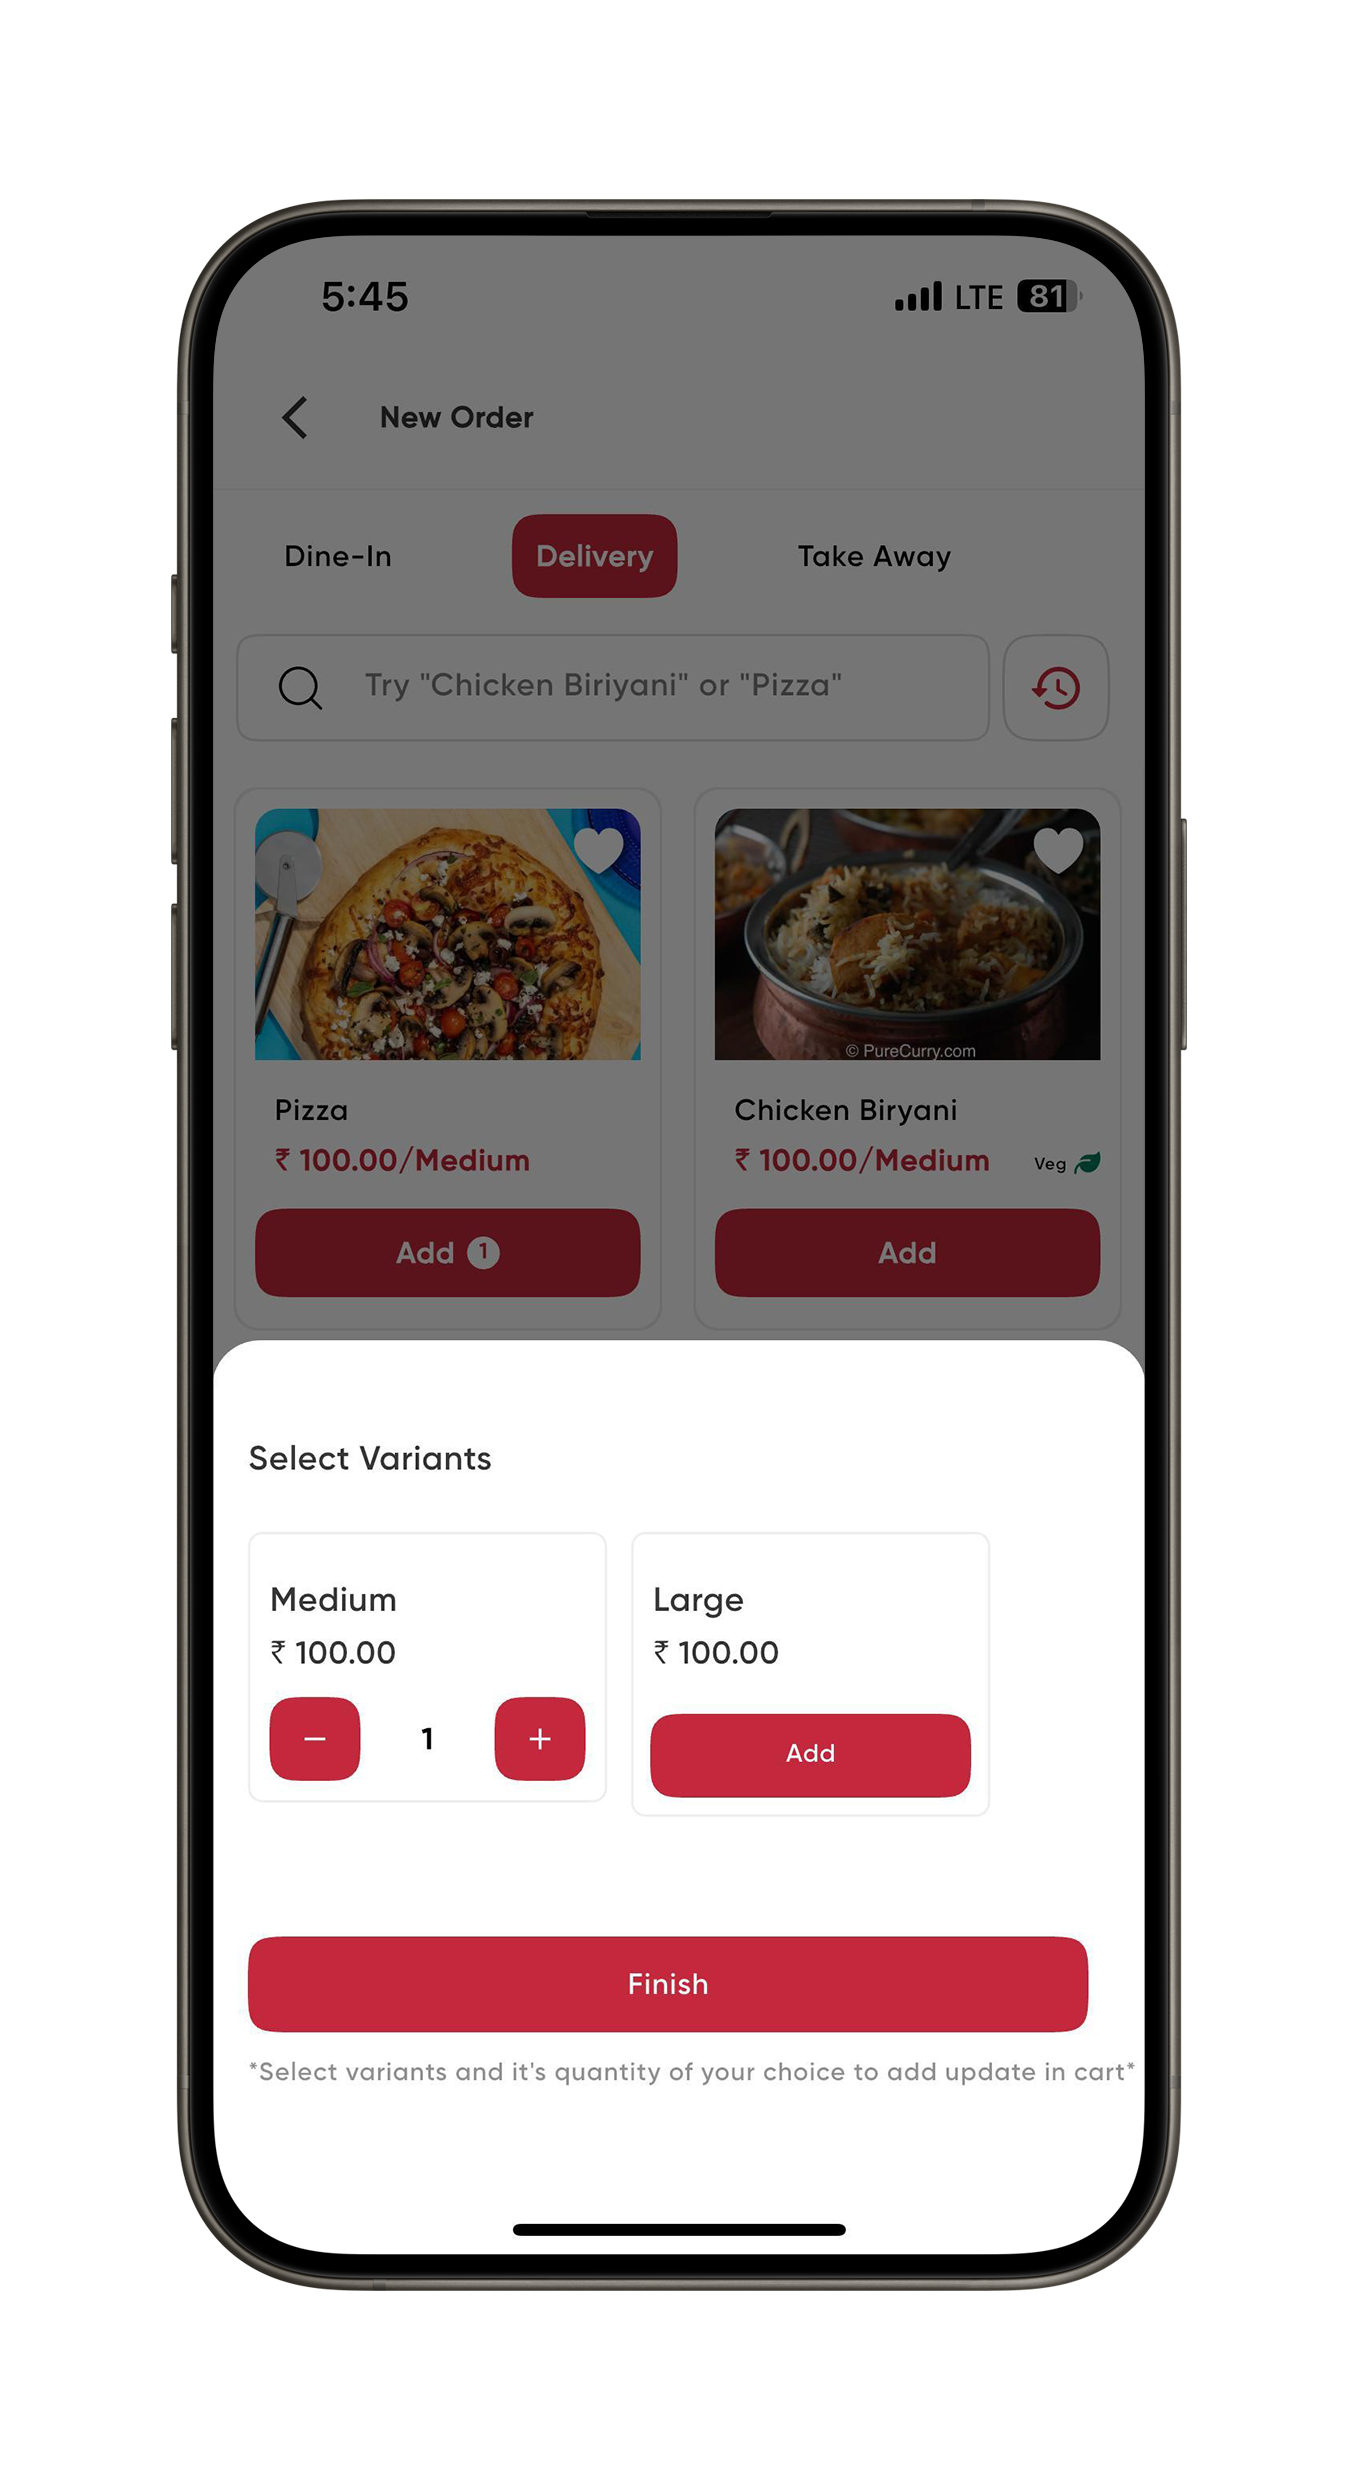 5:45 LTE 81
New Order
Dine-In Delivery Take Away
Try "Chicken Biriyani" or "Pizza"
© PureCurry.com
Pizza Chicken Biryani
₹ 100.00/Medium ₹ 100.00/Medium Veg
Add 1 Add
Select Variants
Medium Large
₹ 100.00 ₹ 100.00
− 1 + Add
Finish
*Select variants and it's quantity of your choice to add update in cart*